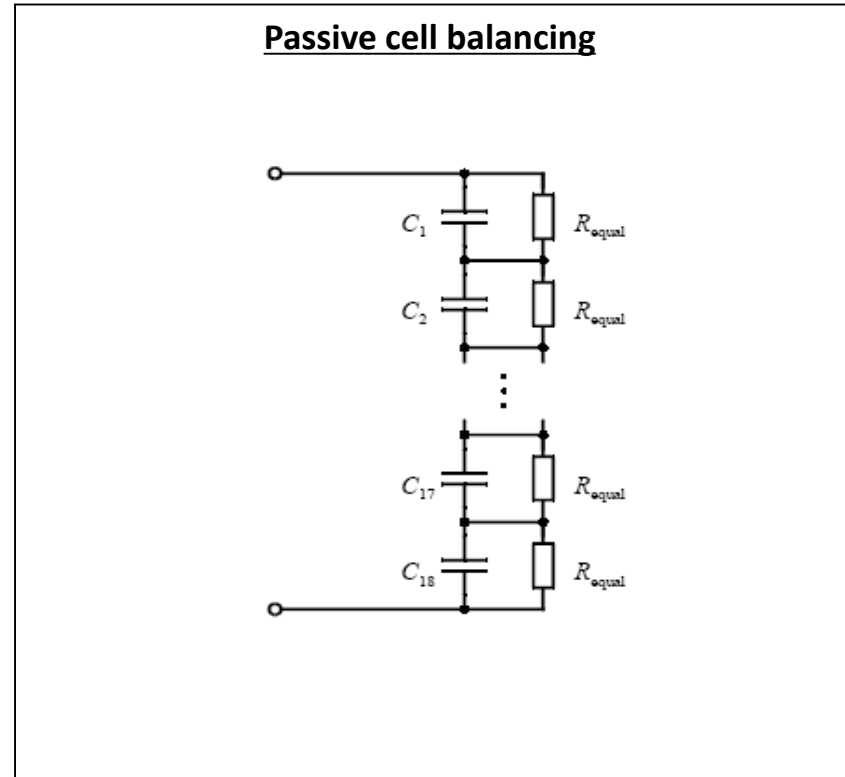 Passive cell balancing
C1 Requal
C2 Requal
C17 Requal
C18 Requal